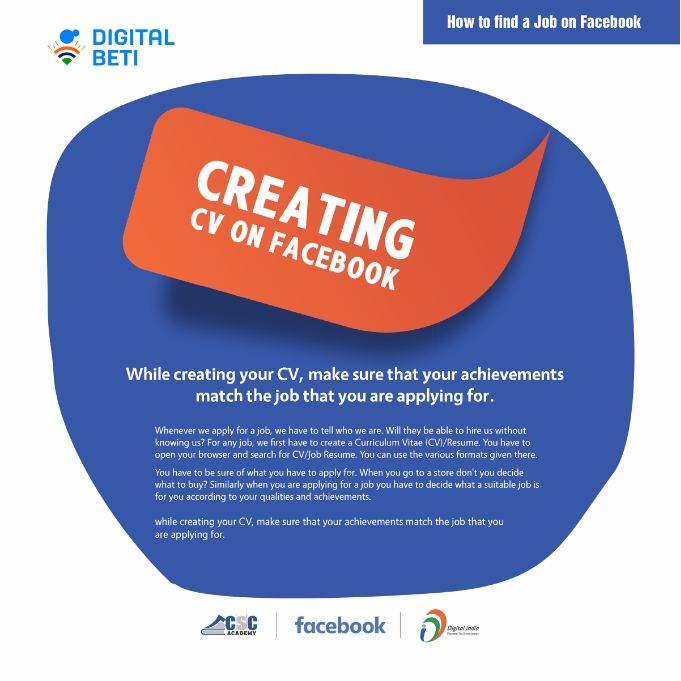 How to find a Job on Facebook
DIGITAL
BETI
CREATING
CV ON FACEBOOK
While creating your CV, make sure that your achievements
match the job that you are applying for.
Whenever we apply for a job, we have to tell who we are. Will they be able to hire us without
knowing us? For any job, we first have to create a Curriculum Vitae (CV)/Resume. You have to
open your browser and search for CV/Job Resume. You can use the various formats given there.
You have to be sure of what you have to apply for. When you go to a store don't you decide
what to buy? Similarly when you are applying for a job you have to decide what a suitable job is
for you according to your qualities and achievements.
while creating your CV, make sure that your achievements match the job that you
are applying for.
CSC
ACADEMY
facebook
Digital India
Power To Empower